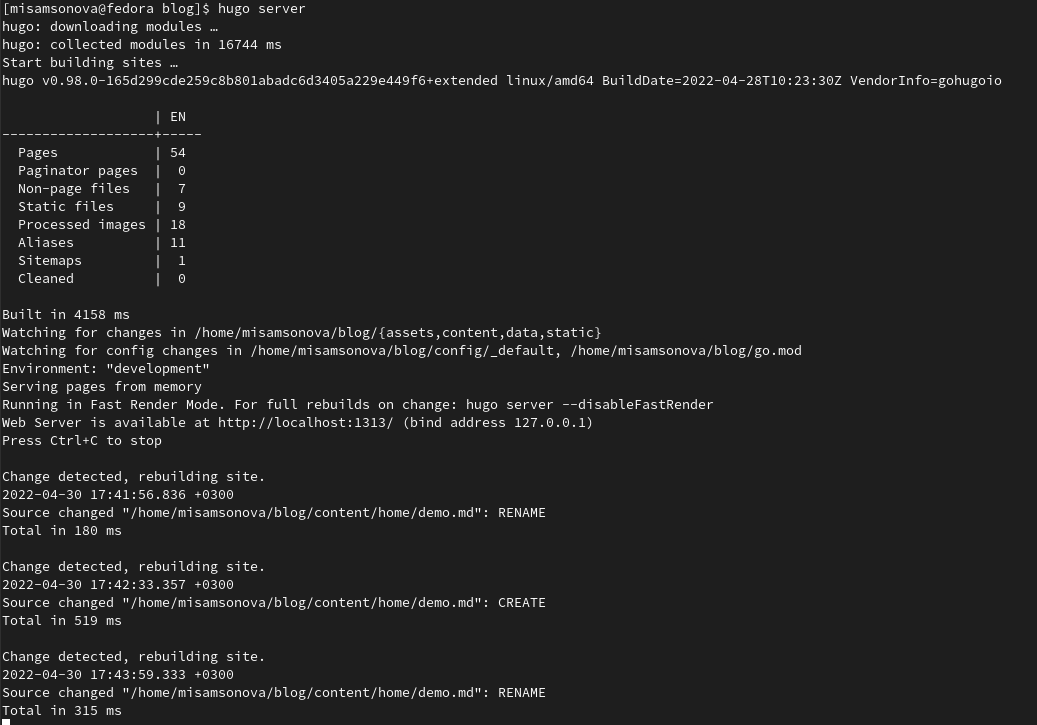 [misamsonova@fedora blog]$ hugo server
hugo: downloading modules …
hugo: collected modules in 16744 ms
Start building sites …
hugo v0.98.0-165d299cde259c8b801abadc6d3405a229e449f6+extended linux/amd64 BuildDate=2022-04-28T10:23:30Z VendorInfo=gohugoio

                   | EN
-------------------+-----
  Pages            | 54
  Paginator pages  |  0
  Non-page files   |  7
  Static files     |  9
  Processed images | 18
  Aliases          | 11
  Sitemaps         |  1
  Cleaned          |  0

Built in 4158 ms
Watching for changes in /home/misamsonova/blog/{assets,content,data,static}
Watching for config changes in /home/misamsonova/blog/config/_default, /home/misamsonova/blog/go.mod
Environment: "development"
Serving pages from memory
Running in Fast Render Mode. For full rebuilds on change: hugo server --disableFastRender
Web Server is available at http://localhost:1313/ (bind address 127.0.0.1)
Press Ctrl+C to stop

Change detected, rebuilding site.
2022-04-30 17:41:56.836 +0300
Source changed "/home/misamsonova/blog/content/home/demo.md": RENAME
Total in 180 ms

Change detected, rebuilding site.
2022-04-30 17:42:33.357 +0300
Source changed "/home/misamsonova/blog/content/home/demo.md": CREATE
Total in 519 ms

Change detected, rebuilding site.
2022-04-30 17:43:59.333 +0300
Source changed "/home/misamsonova/blog/content/home/demo.md": RENAME
Total in 315 ms